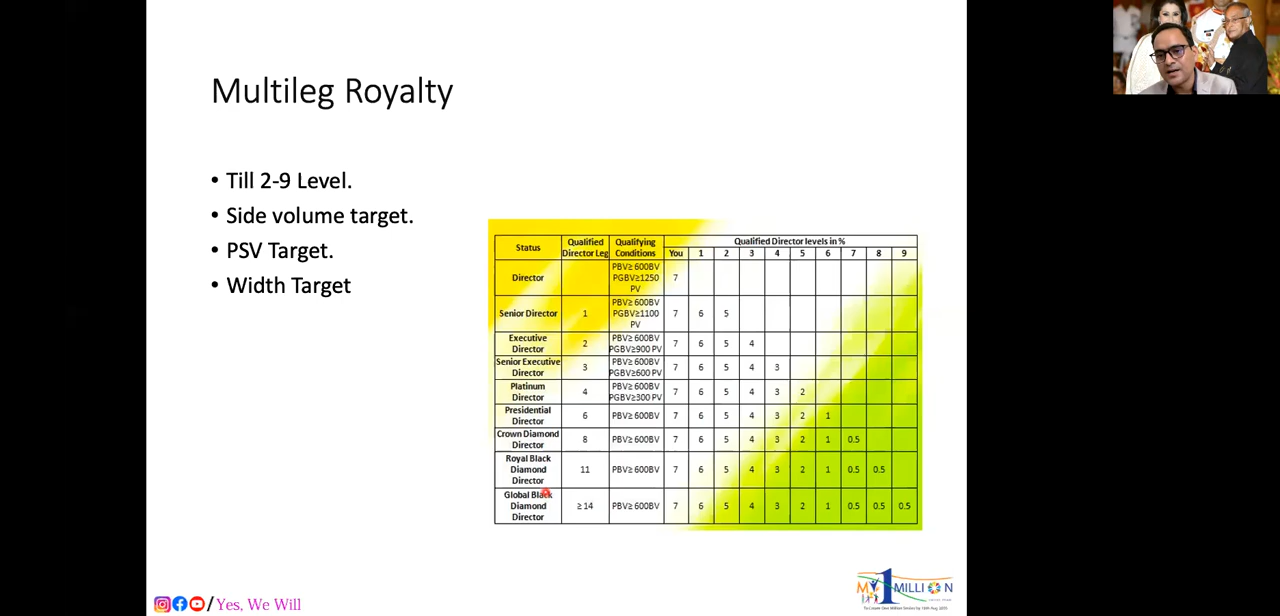 Multileg Royalty
• Till 2-9 Level.
• Side volume target.
• PSV Target.
• Width Target
Status Qualified Director Leg Qualifying Conditions Qualified Director levels in %
You 1 2 3 4 5 6 7 8 9
Director PBV≥ 600BV PGBV≥1250 PV 7
Senior Director 1 PBV≥ 600BV PGBV≥1100 PV 7 6 5
Executive Director 2 PBV≥ 600BV PGBV≥900 PV 7 6 5 4
Senior Executive Director 3 PBV≥ 600BV PGBV≥600 PV 7 6 5 4 3
Platinum Director 4 PBV≥ 600BV PGBV≥300 PV 7 6 5 4 3 2
Presidential Director 6 PBV≥ 600BV 7 6 5 4 3 2 1
Crown Diamond Director 8 PBV≥ 600BV 7 6 5 4 3 2 1 0.5
Royal Black Diamond Director 11 PBV≥ 600BV 7 6 5 4 3 2 1 0.5 0.5
Global Black Diamond Director ≥ 14 PBV≥ 600BV 7 6 5 4 3 2 1 0.5 0.5 0.5
/Yes, We Will
MY 1 MILLION